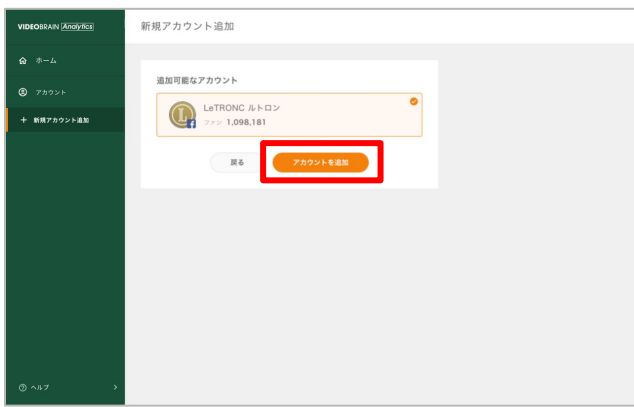 VIDEOBRAIN Analytics
ホーム
アカウント
＋ 新規アカウント追加
ヘルプ
新規アカウント追加
追加可能なアカウント
LeTRONC ルトロン
ファン 1,098,181
戻る
アカウントを追加